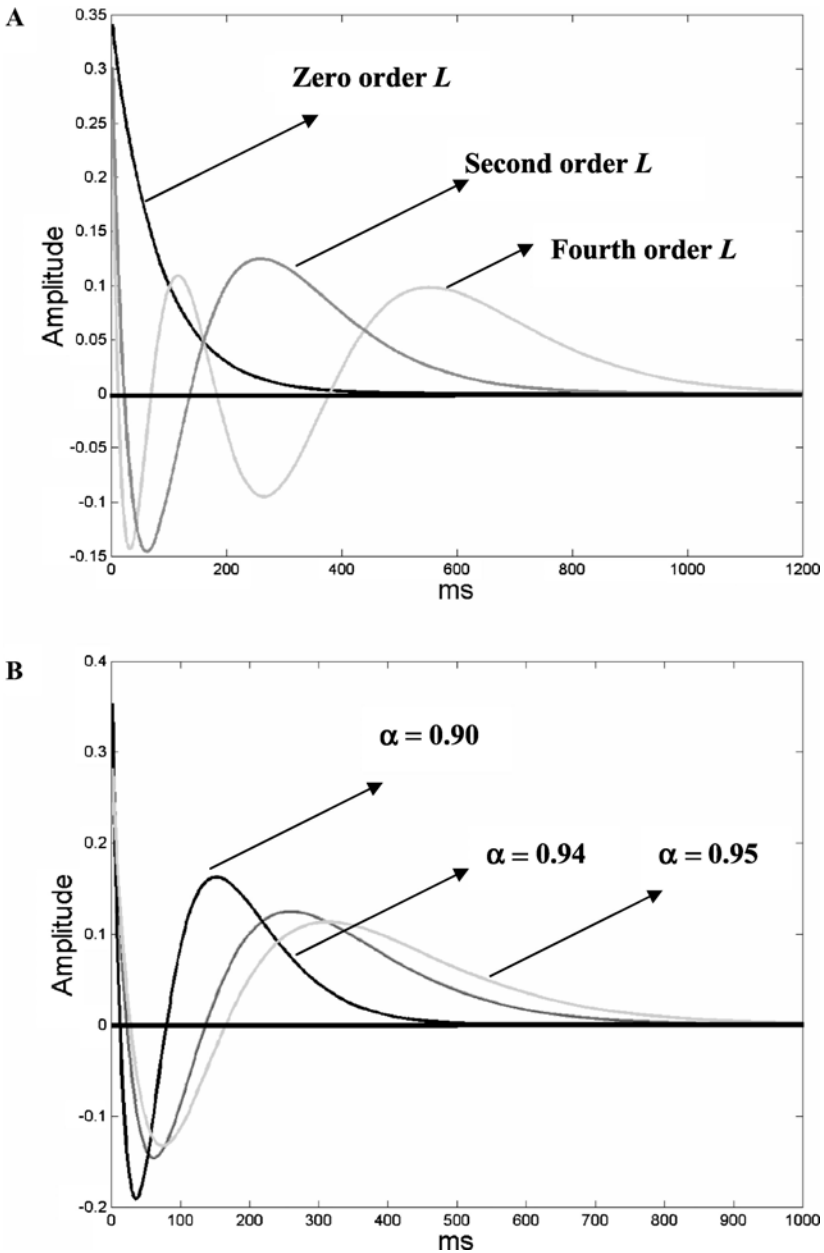 A
0.35
0.3
0.25
0.2
0.15
0.1
0.05
0
-0.05
-0.1
-0.15
Amplitude
Zero order L
Second order L
Fourth order L
0 200 400 600 800 1000 1200
ms
B
0.4
0.3
0.2
0.1
0
-0.1
-0.2
Amplitude
α = 0.90
α = 0.94
α = 0.95
0 100 200 300 400 500 600 700 800 900 1000
ms